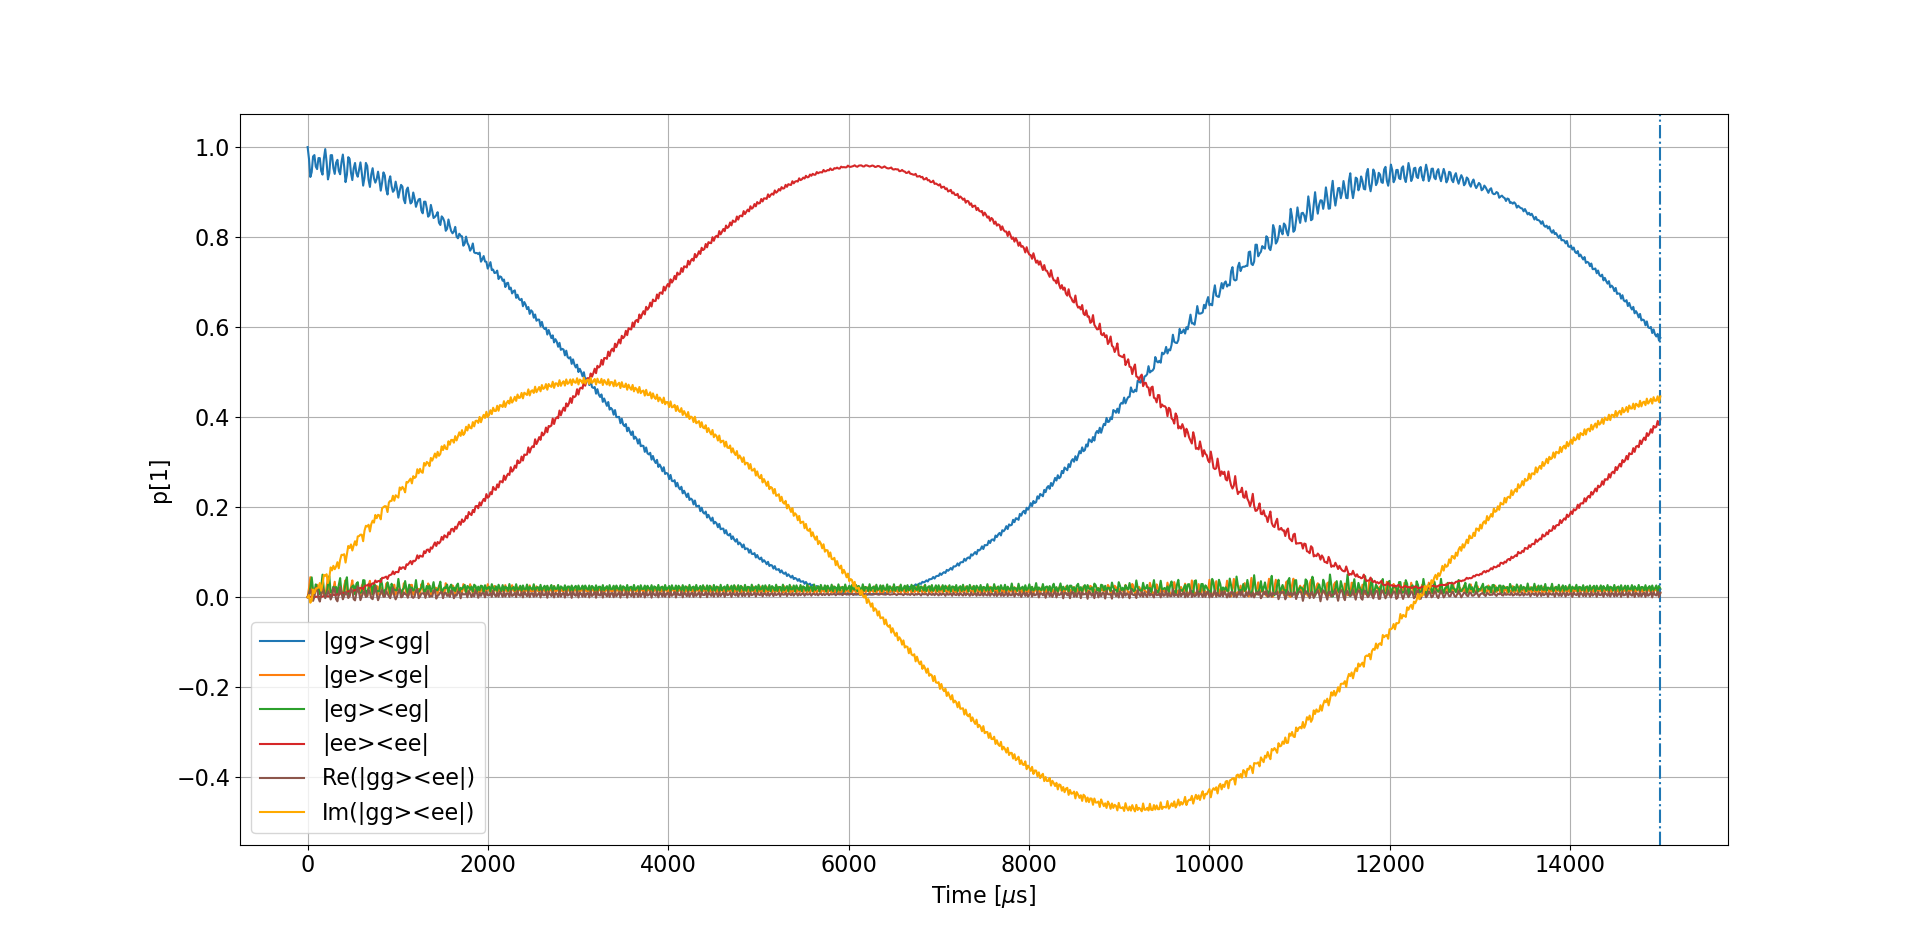 1.0
0.8
0.6
0.4
0.2
0.0
−0.2
−0.4
p[1]
|gg><gg|
|ge><ge|
|eg><eg|
|ee><ee|
Re(|gg><ee|)
Im(|gg><ee|)
0 2000 4000 6000 8000 10000 12000 14000
Time [μs]